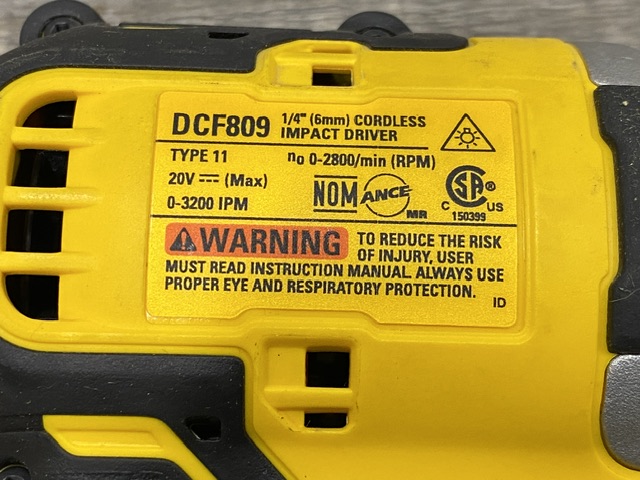 DCF809 1/4" (6mm) CORDLESS
IMPACT DRIVER
TYPE 11 no 0-2800/min (RPM)
20V ⎓ (Max)
0-3200 IPM
NOM ANCE MR
SA ®
C US
150399
WARNING TO REDUCE THE RISK
OF INJURY, USER
MUST READ INSTRUCTION MANUAL. ALWAYS USE
PROPER EYE AND RESPIRATORY PROTECTION.
ID